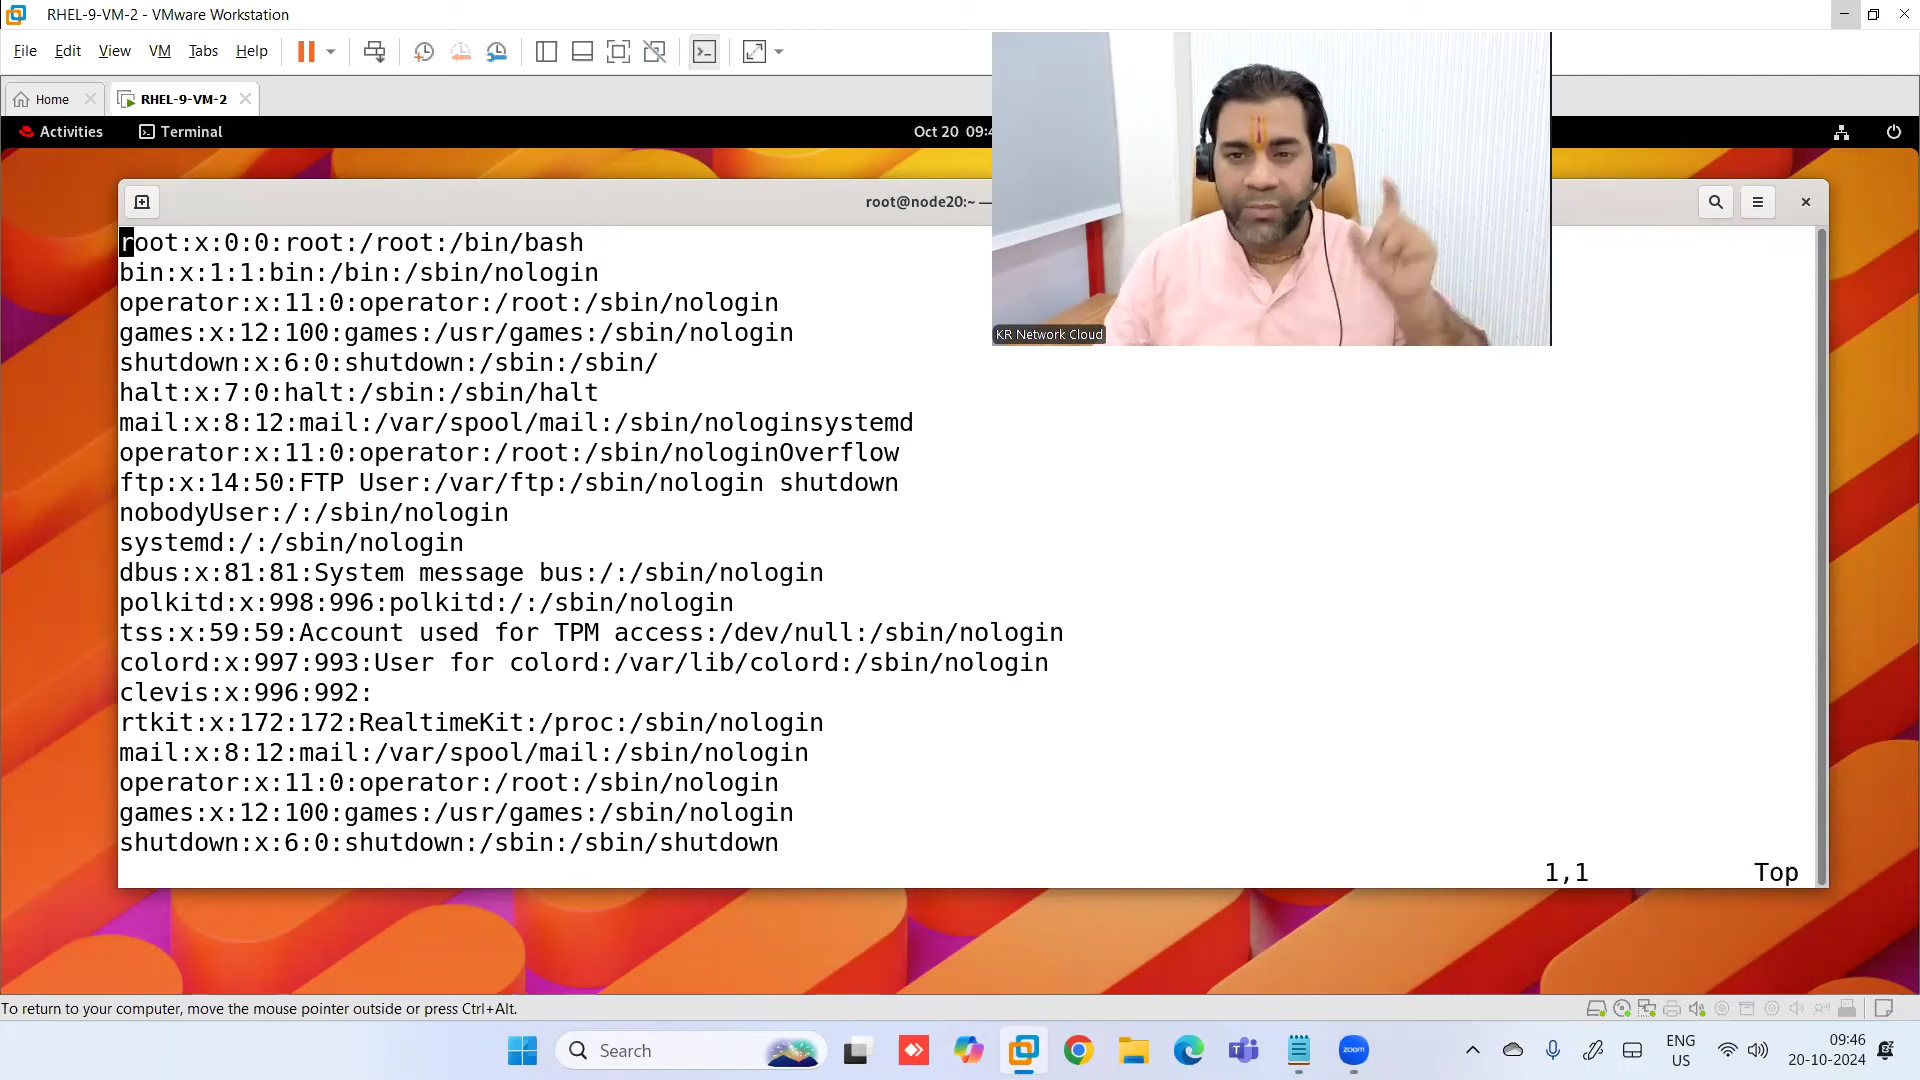 RHEL-9-VM-2 - VMware Workstation
File Edit View VM Tabs Help
Home
RHEL-9-VM-2
Activities Terminal Oct 20 09:4
root@node20:~ —
KR Network Cloud
root:x:0:0:root:/root:/bin/bash
bin:x:1:1:bin:/bin:/sbin/nologin
operator:x:11:0:operator:/root:/sbin/nologin
games:x:12:100:games:/usr/games:/sbin/nologin
shutdown:x:6:0:shutdown:/sbin:/sbin/
halt:x:7:0:halt:/sbin:/sbin/halt
mail:x:8:12:mail:/var/spool/mail:/sbin/nologinsystemd
operator:x:11:0:operator:/root:/sbin/nologinOverflow
ftp:x:14:50:FTP User:/var/ftp:/sbin/nologin shutdown
nobodyUser:/:/sbin/nologin
systemd:/:/sbin/nologin
dbus:x:81:81:System message bus:/:/sbin/nologin
polkitd:x:998:996:polkitd:/:/sbin/nologin
tss:x:59:59:Account used for TPM access:/dev/null:/sbin/nologin
colord:x:997:993:User for colord:/var/lib/colord:/sbin/nologin
clevis:x:996:992:
rtkit:x:172:172:RealtimeKit:/proc:/sbin/nologin
mail:x:8:12:mail:/var/spool/mail:/sbin/nologin
operator:x:11:0:operator:/root:/sbin/nologin
games:x:12:100:games:/usr/games:/sbin/nologin
shutdown:x:6:0:shutdown:/sbin:/sbin/shutdown
1,1 Top
To return to your computer, move the mouse pointer outside or press Ctrl+Alt.
Search
zoom
ENG
US
09:46
20-10-2024